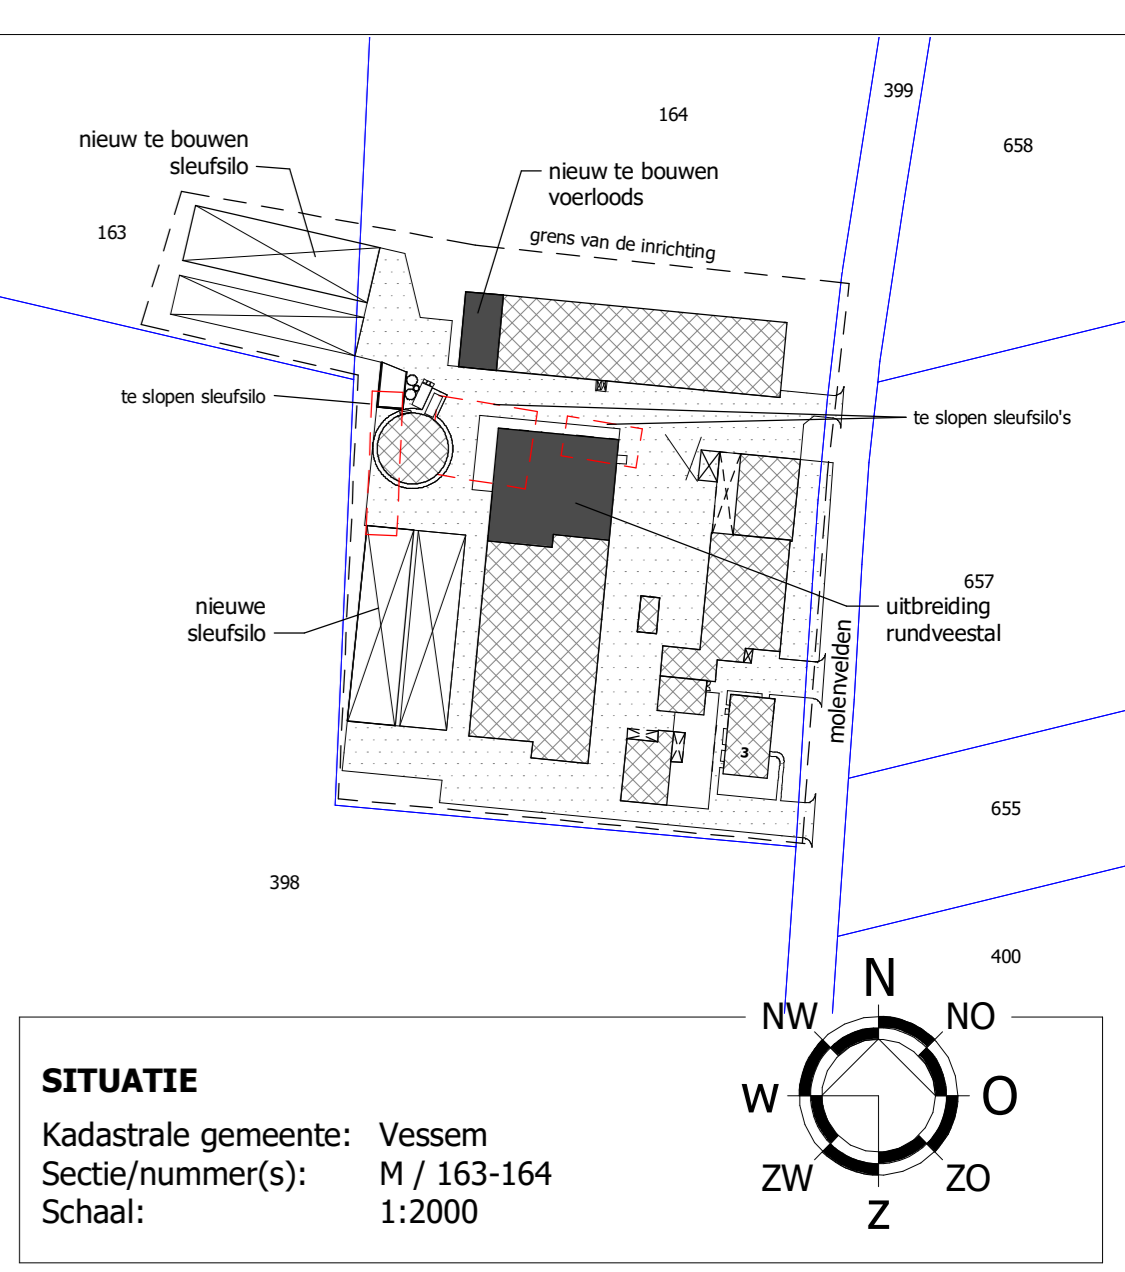 399
164
658
nieuw te bouwen
sleufsilo
nieuw te bouwen
voerloods
163
grens van de inrichting
te slopen sleufsilo
te slopen sleufsilo's
657
nieuwe
sleufsilo
uitbreiding
rundveestal
molenvelden
3
655
398
400
N
NW
NO
W
O
ZW
ZO
Z
SITUATIE
Kadastrale gemeente: Vessem
Sectie/nummer(s): M / 163-164
Schaal: 1:2000